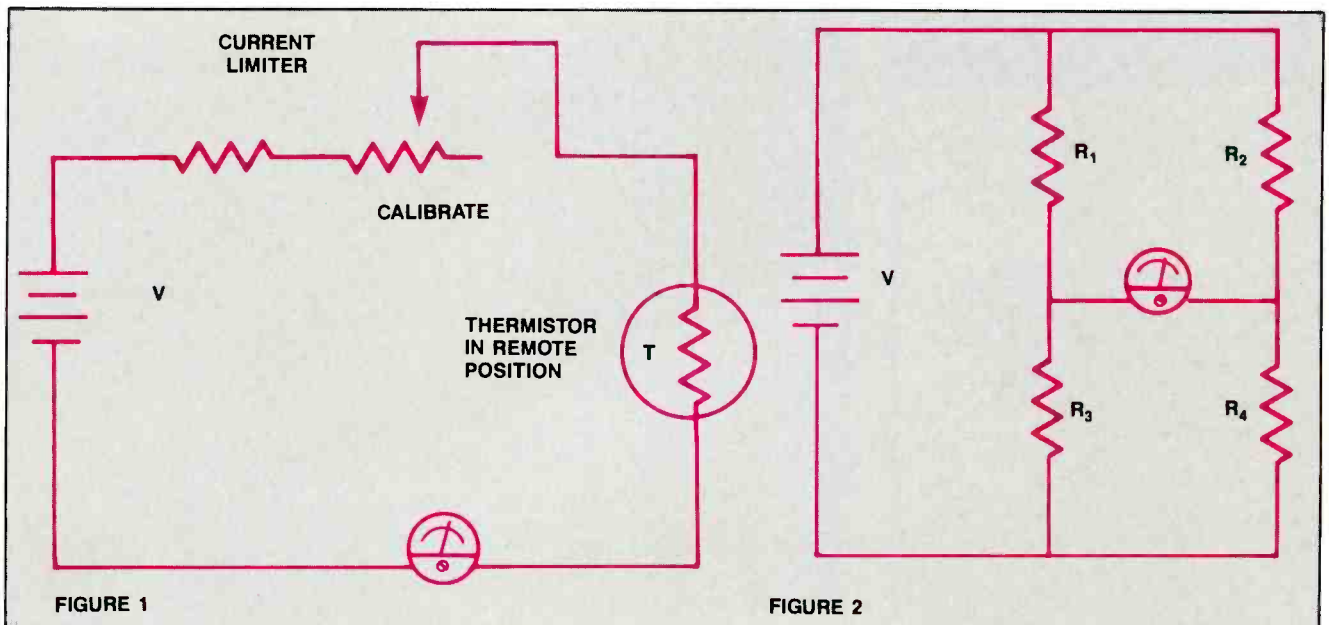 CURRENT
LIMITER
CALIBRATE
V
THERMISTOR
IN REMOTE
POSITION
T
FIGURE 1
R₁
R₂
V
R₃
R₄
FIGURE 2